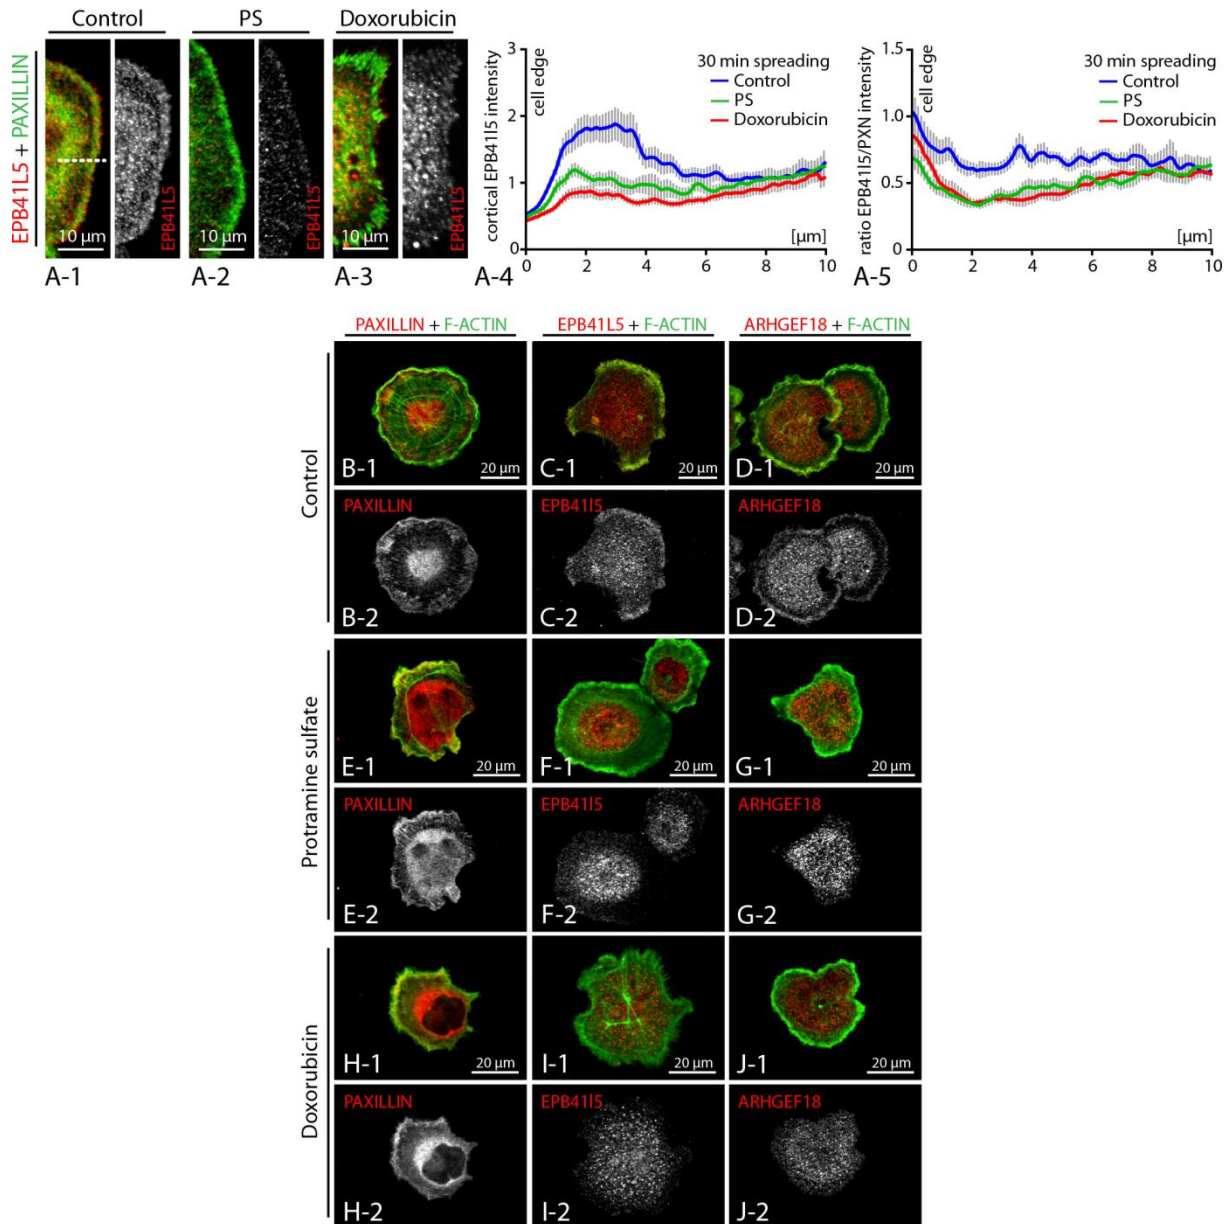 Control PS Doxorubicin
EPB41L5 + PAXILLIN
10 µm
A-1
EPB41L5
10 µm
A-2
EPB41L5
10 µm
A-3
EPB41L5
cortical EPB41l5 intensity
cell edge
3
2
1
0
30 min spreading
Control
PS
Doxorubicin
[µm]
0 2 4 6 8 10
A-4
ratio EPB41l5/PXN intensity
cell edge
1.5
1.0
0.5
0
30 min spreading
Control
PS
Doxorubicin
[µm]
0 2 4 6 8 10
A-5
PAXILLIN + F-ACTIN EPB41L5 + F-ACTIN ARHGEF18 + F-ACTIN
Control
B-1 20 µm C-1 20 µm D-1 20 µm
PAXILLIN EPB41l5 ARHGEF18
B-2 C-2 D-2
Protramine sulfate
E-1 20 µm F-1 20 µm G-1 20 µm
PAXILLIN EPB41l5 ARHGEF18
E-2 F-2 G-2
Doxorubicin
H-1 20 µm I-1 20 µm J-1 20 µm
PAXILLIN EPB41l5 ARHGEF18
H-2 I-2 J-2